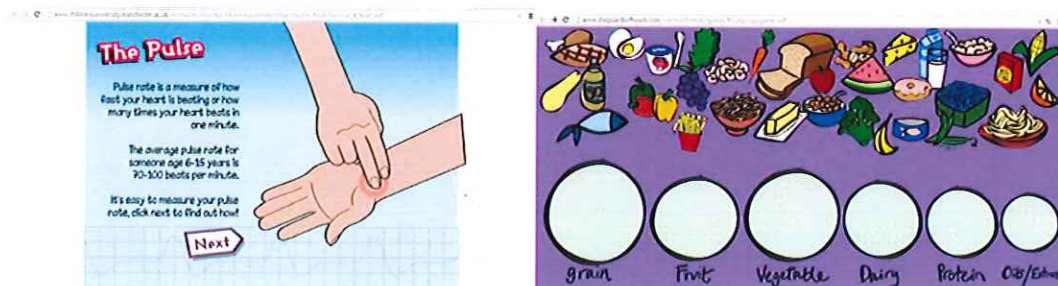 The Pulse
Pulse rate is a measure of how
fast your heart is beating or how
many times your heart beats in
one minute.
The average pulse rate for
someone age 6-15 years is
70-100 beats per minute.
It's easy to measure your pulse
rate, click next to find out how!
Next
grain Fruit Vegetable Dairy Protein Oils/Extras